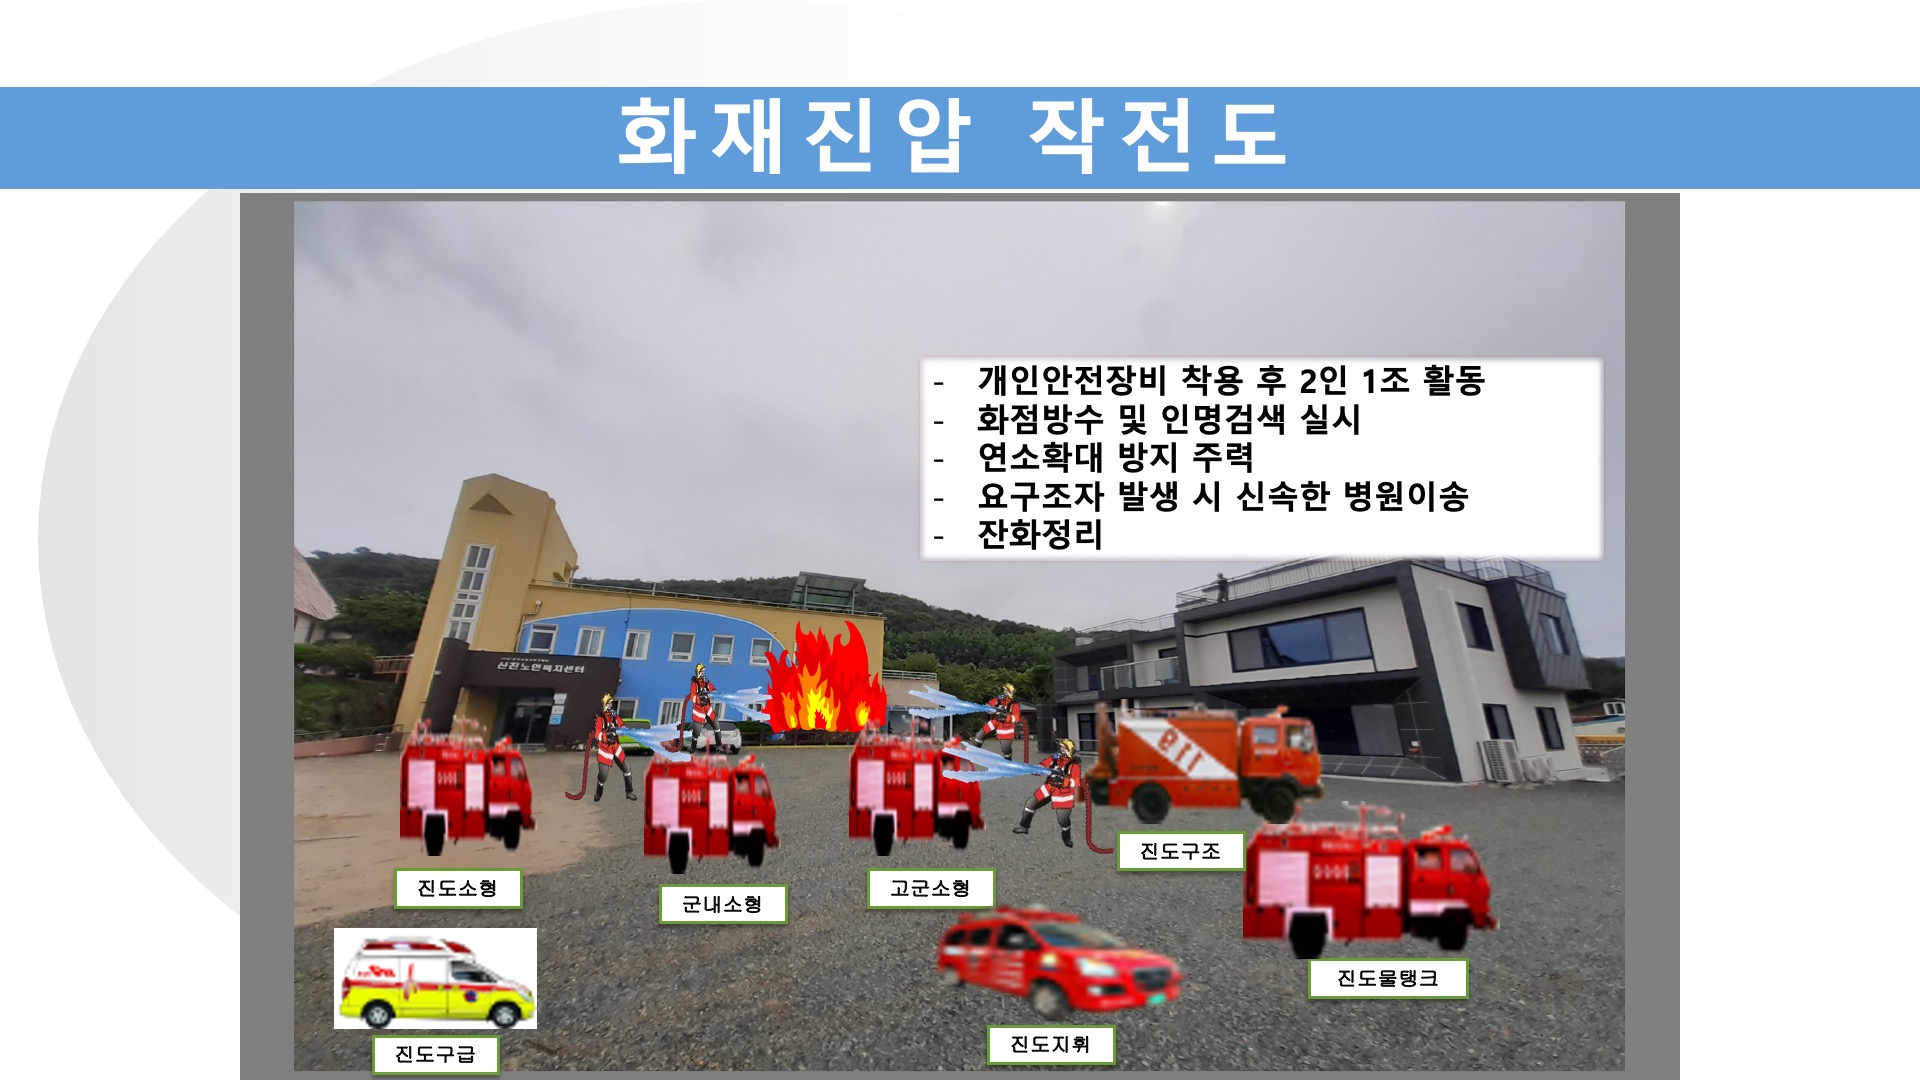 화재진압 작전도
- 개인안전장비 착용 후 2인 1조 활동
- 화점방수 및 인명검색 실시
- 연소확대 방지 주력
- 요구조자 발생 시 신속한 병원이송
- 잔화정리
신진노인복지센터
119
진도구조
진도소형
군내소형
고군소형
진도물탱크
진도지휘
진도구급